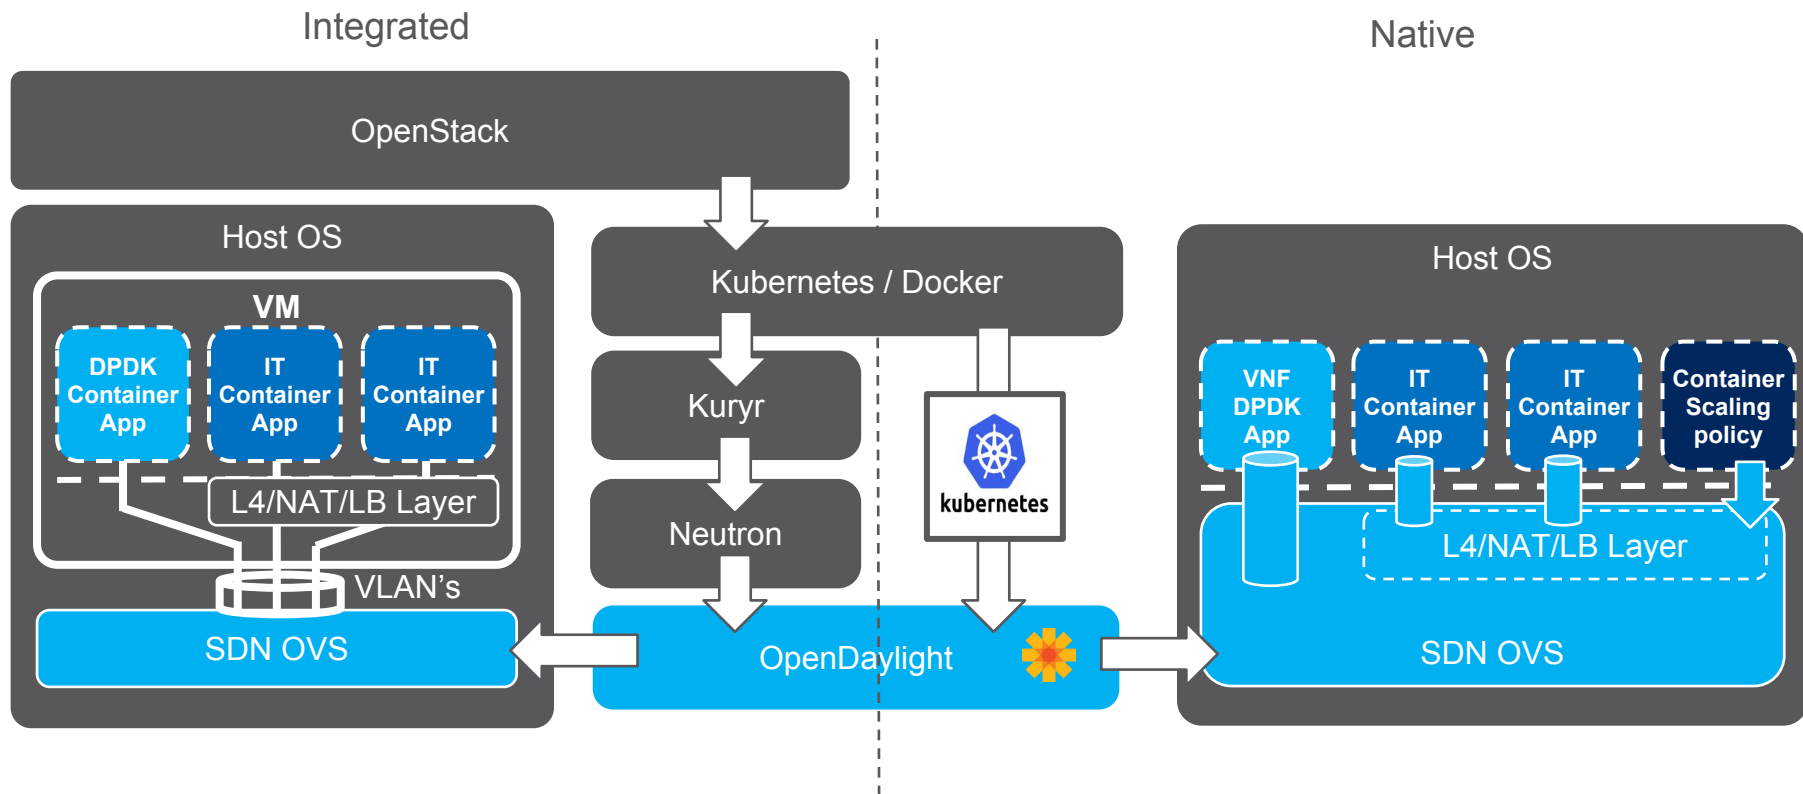 Integrated
Native
OpenStack
Host OS
VM
DPDK
Container
App
IT
Container
App
IT
Container
App
L4/NAT/LB Layer
VLAN's
SDN OVS
Kubernetes / Docker
Kuryr
Neutron
kubernetes
OpenDaylight
Host OS
VNF
DPDK
App
IT
Container
App
IT
Container
App
Container
Scaling
policy
L4/NAT/LB Layer
SDN OVS